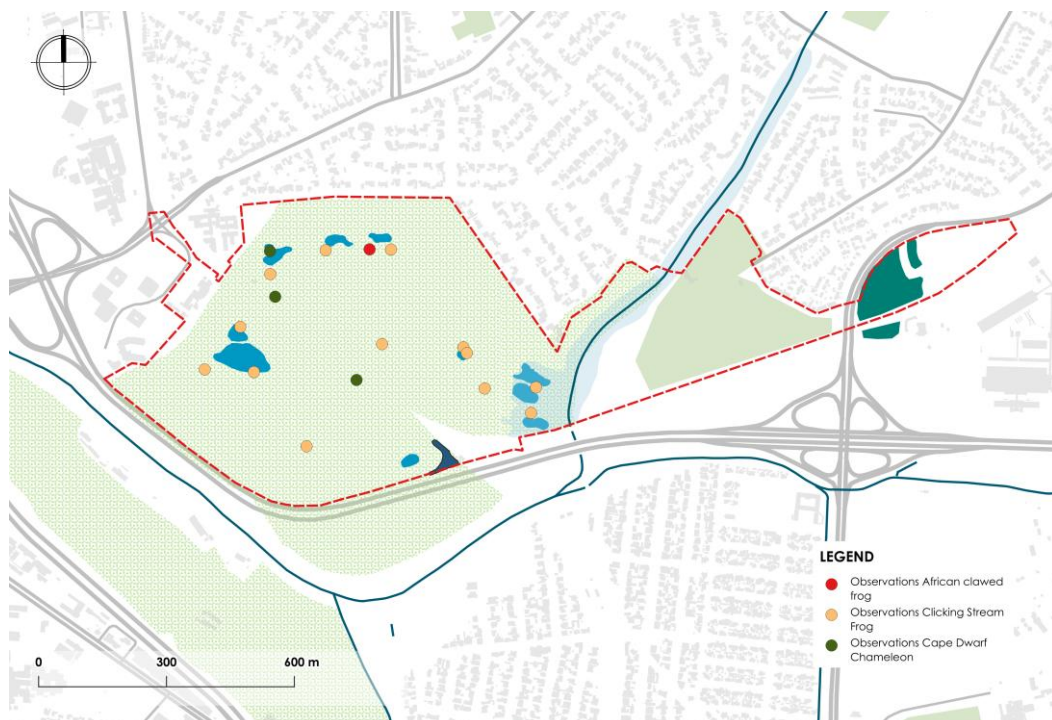 LEGEND
Observations African clawed
frog
Observations Clicking Stream
Frog
Observations Cape Dwarf
Chameleon
0 300 600 m